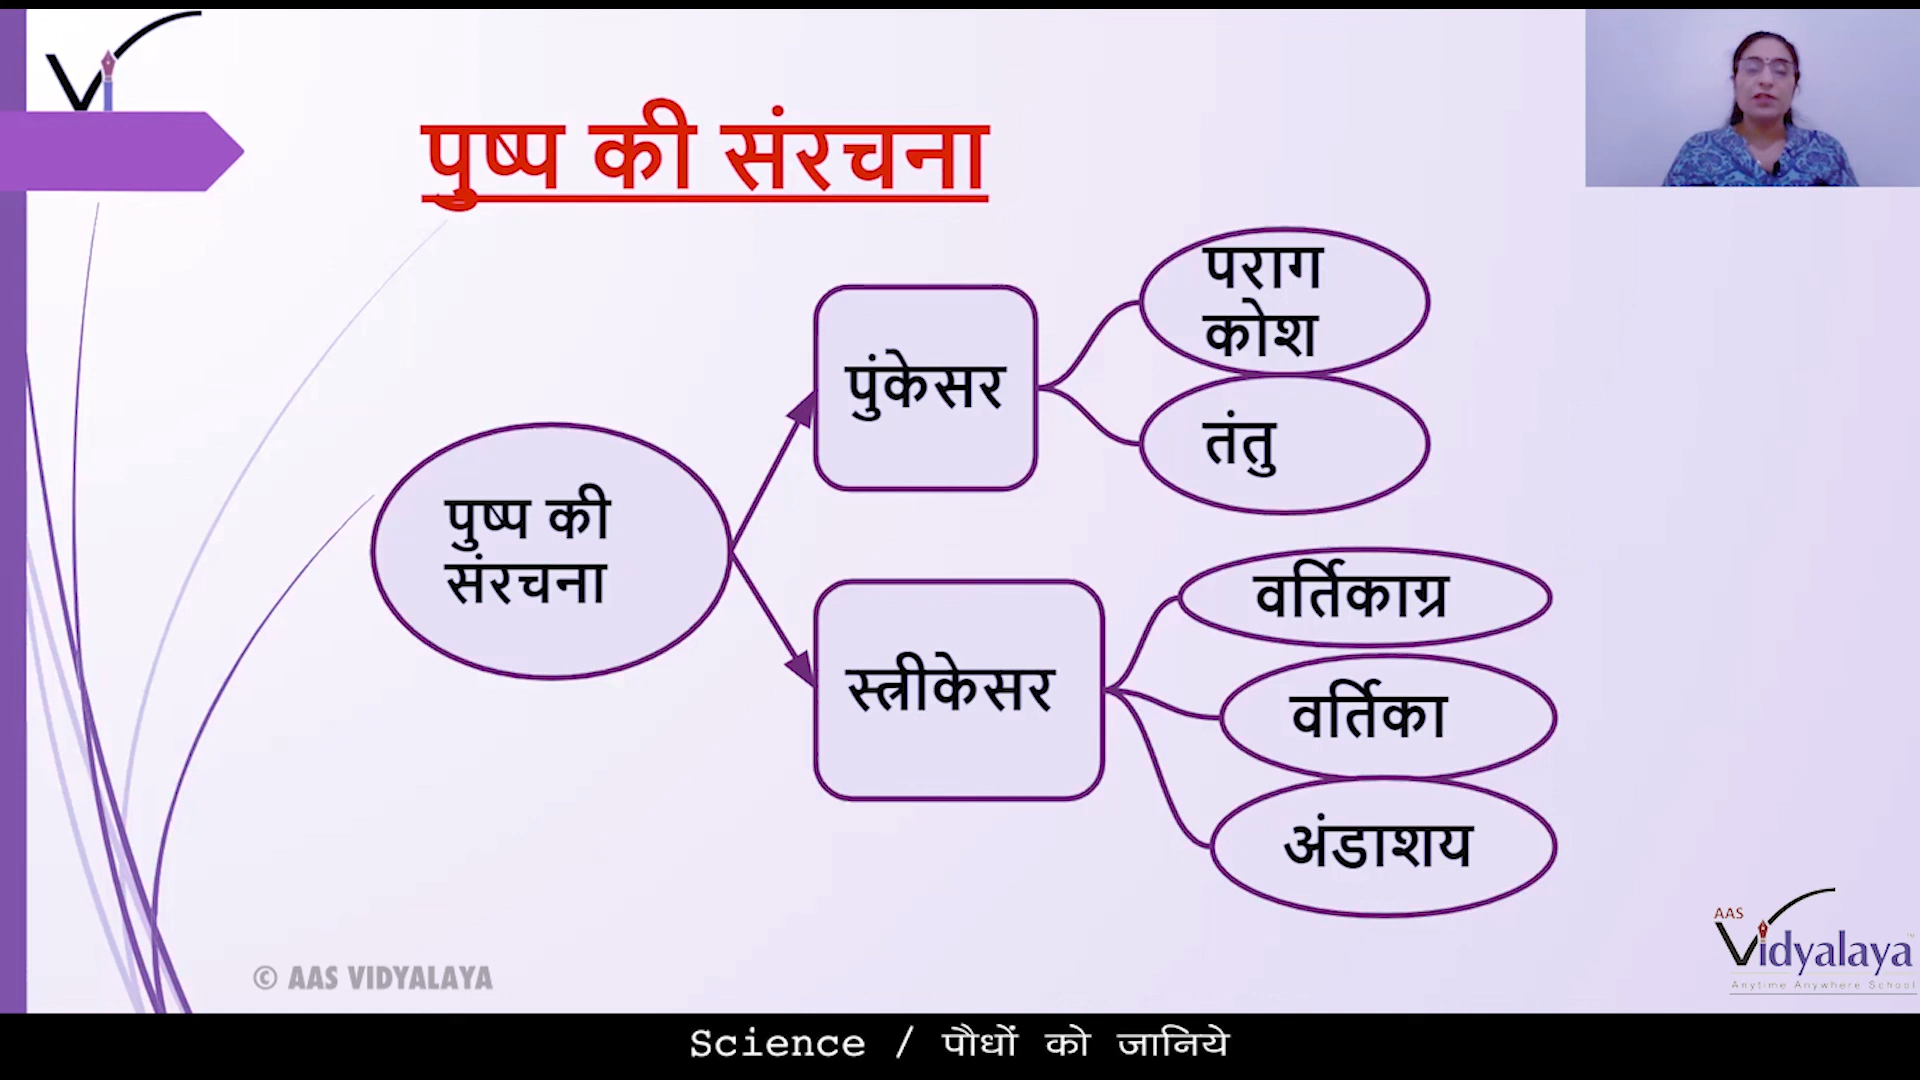 पुष्प की संरचना
पराग
कोश
पुंकेसर
तंतु
पुष्प की
संरचना
वर्तिकाग्र
स्त्रीकेसर
वर्तिका
अंडाशय
AAS
Vidyalaya
Anytime Anywhere School
© AAS VIDYALAYA
Science / पौधों को जानिये